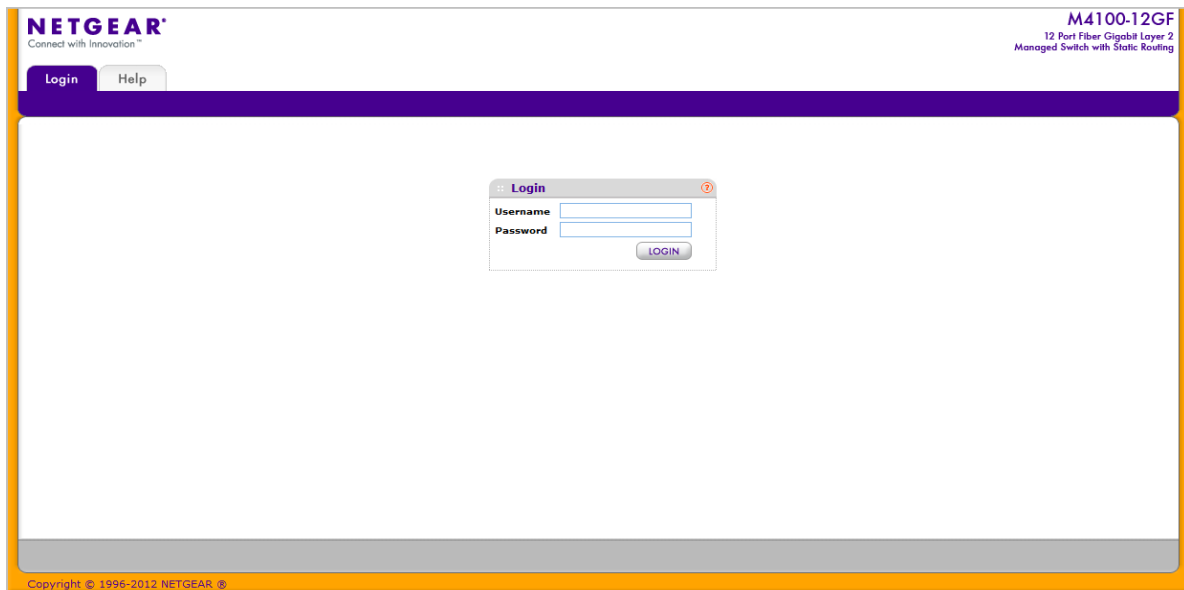 NETGEAR®
Connect with Innovation™
M4100-12GF
12 Port Fiber Gigabit Layer 2
Managed Switch with Static Routing
Login
Help
Login
?
Username
Password
LOGIN
Copyright © 1996-2012 NETGEAR ®